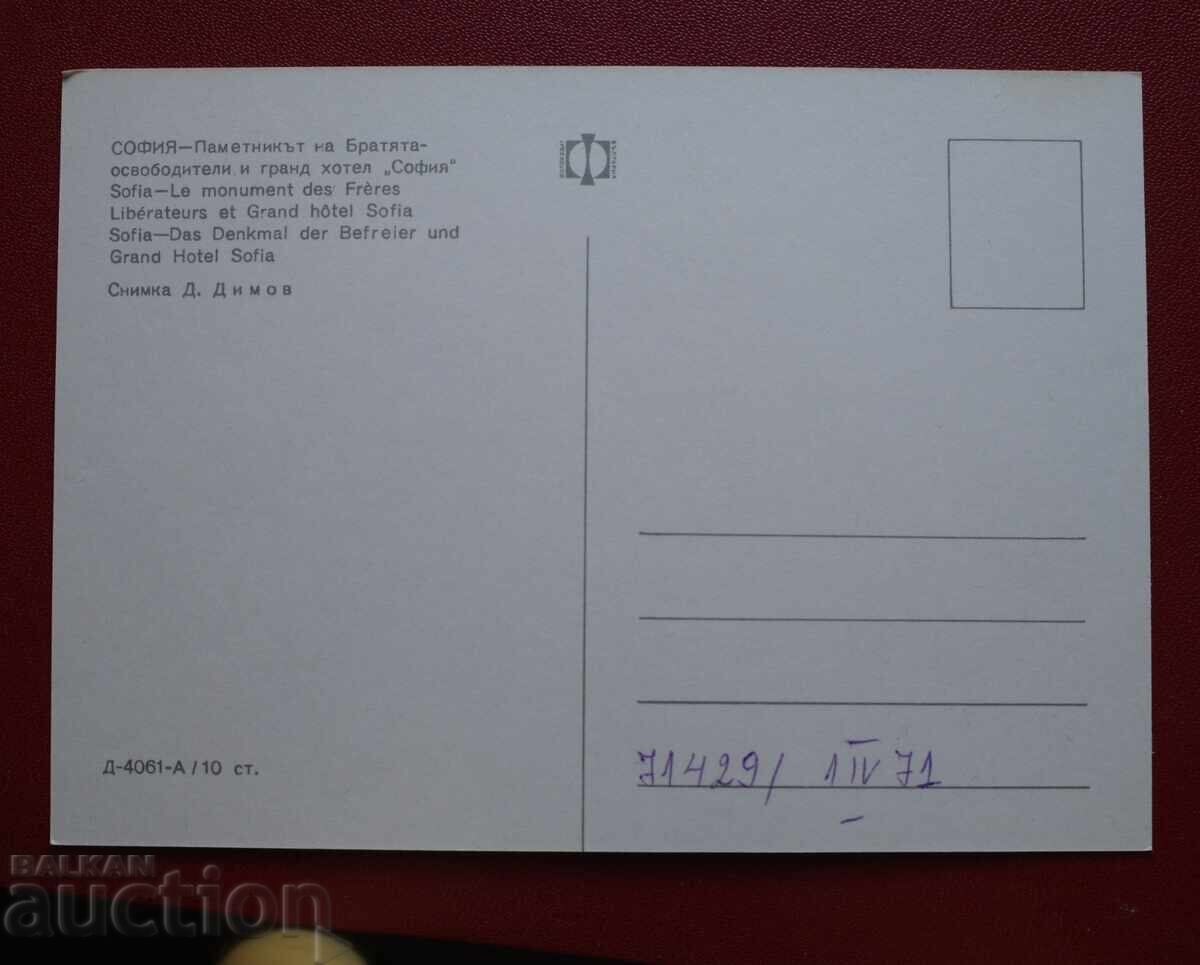 СОФИЯ—Паметникът на Братята-
освободители и гранд хотел „София"
Sofia—Le monument des Frères
Libérateurs et Grand hôtel Sofia
Sofia—Das Denkmal der Befreier und
Grand Hotel Sofia
Снимка Д. Димов
Д-4061-А/10 ст.
71429/ 1 IV 71
BALKAN
auction